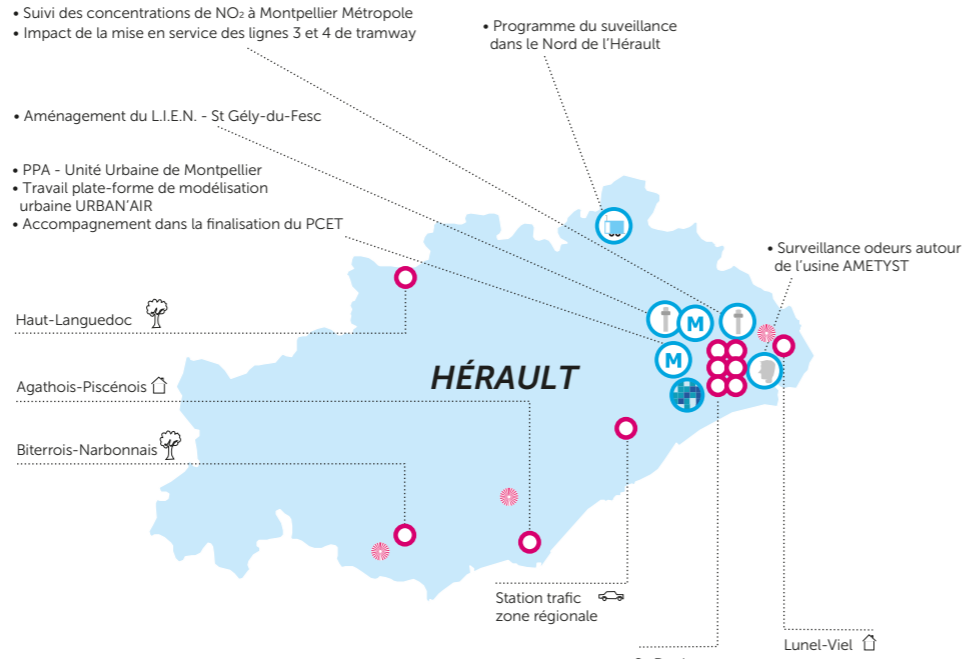 • Suivi des concentrations de NO₂ à Montpellier Métropole
• Impact de la mise en service des lignes 3 et 4 de tramway
• Programme du suveillance
dans le Nord de l'Hérault
• Aménagement du L.I.E.N. - St Gély-du-Fesc
• PPA - Unité Urbaine de Montpellier
• Travail plate-forme de modélisation
urbaine URBAN'AIR
• Accompagnement dans la finalisation du PCET
• Surveillance odeurs autour
de l'usine AMETYST
M
M
Haut-Languedoc
HÉRAULT
Agathois-Piscénois
Biterrois-Narbonnais
Station trafic
zone régionale
Lunel-Viel